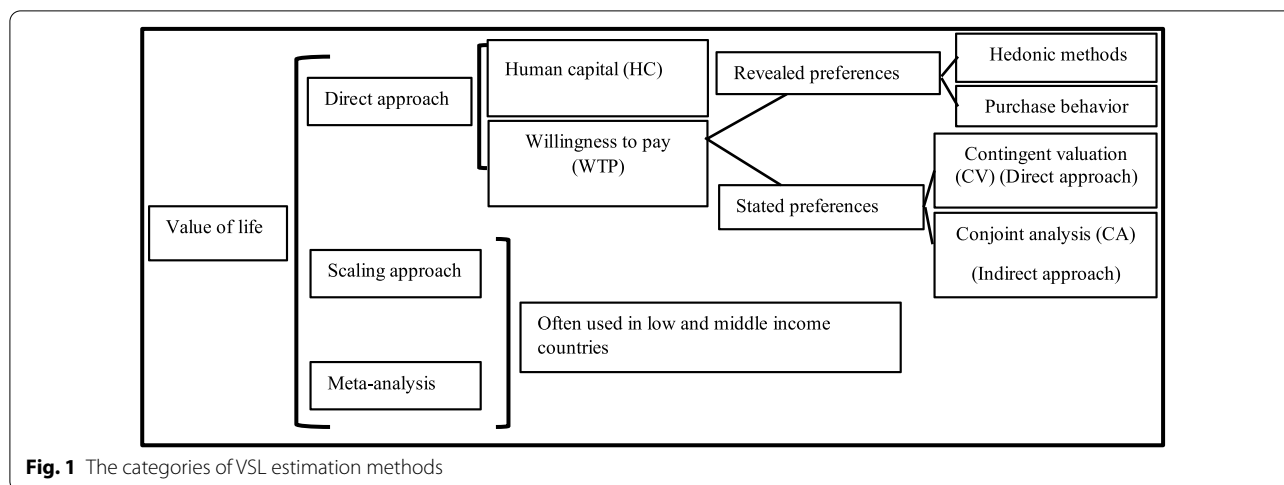 Value of life
Direct approach
Scaling approach
Meta-analysis
Human capital (HC)
Willingness to pay
(WTP)
Often used in low and middle income
countries
Revealed preferences
Stated preferences
Hedonic methods
Purchase behavior
Contingent valuation
(CV) (Direct approach)
Conjoint analysis (CA)
(Indirect approach)
Fig. 1 The categories of VSL estimation methods